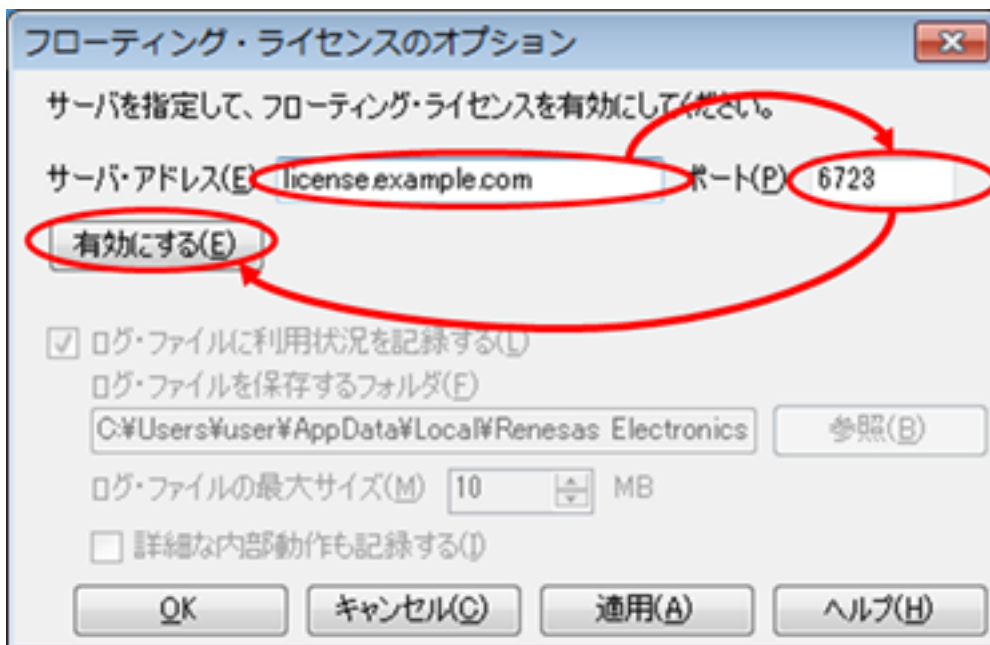 フローティング・ライセンスのオプション
サーバを指定して、フローティング・ライセンスを有効にしてください。
サーバ・アドレス(E) license.example.com ポート(P) 6723
有効にする(E)
ログ・ファイルに利用状況を記録する(L)
ログ・ファイルを保存するフォルダ(F)
C:¥Users¥user¥AppData¥Local¥Renesas Electronics 参照(B)
ログ・ファイルの最大サイズ(M) 10 MB
詳細な内部動作も記録する(I)
OK キャンセル(C) 適用(A) ヘルプ(H)